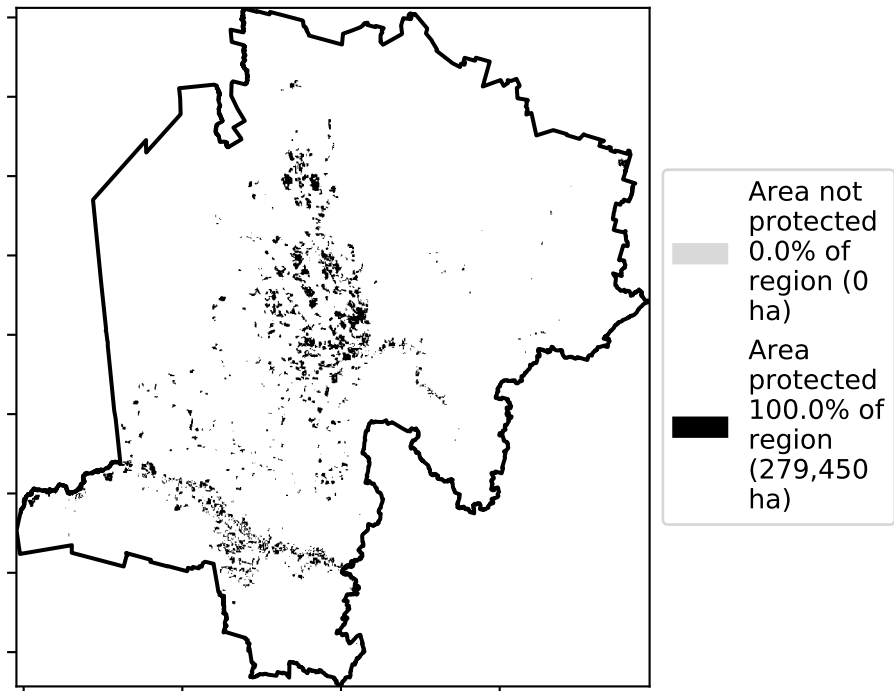 Area not
protected
0.0% of
region (0
ha)
Area
protected
100.0% of
region
(279,450
ha)